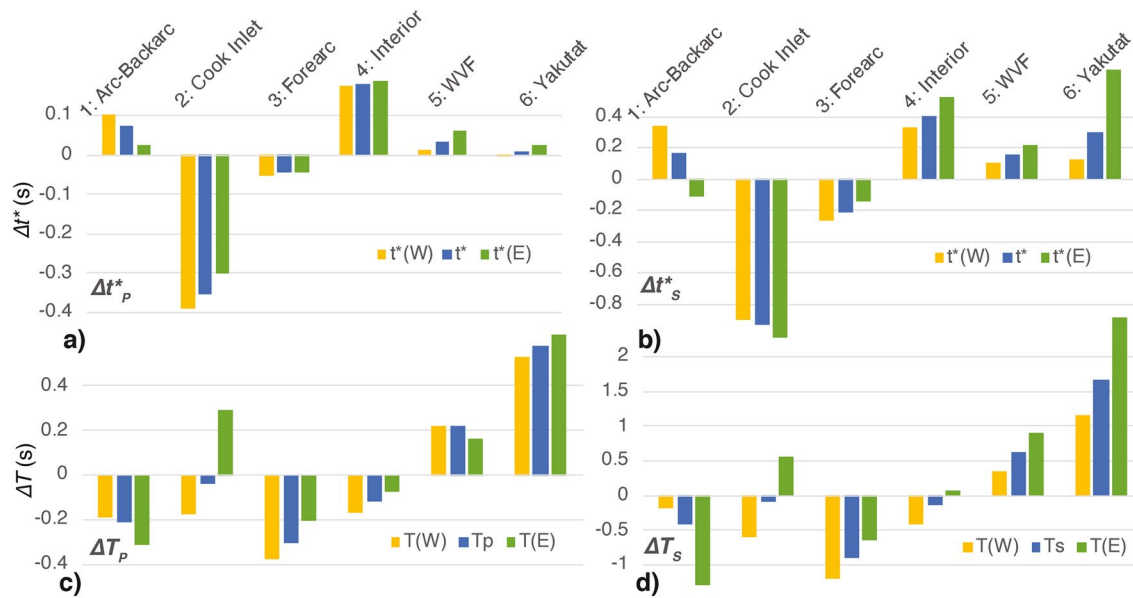 1: Arc-Backarc
2: Cook Inlet
3: Forearc
4: Interior
5: WVF
6: Yakutat
0.1
0
-0.1
-0.2
-0.3
-0.4
Δt* (s)
t*(W) t* t*(E)
Δt*P
a)
1: Arc-Backarc
2: Cook Inlet
3: Forearc
4: Interior
5: WVF
6: Yakutat
0.4
0.2
0
-0.2
-0.4
-0.6
-0.8
t*(W) t* t*(E)
Δt*S
b)
0.4
0.2
0
-0.2
-0.4
ΔT (s)
T(W) Tp T(E)
ΔTP
c)
2
1.5
1
0.5
0
-0.5
-1
T(W) Ts T(E)
ΔTS
d)